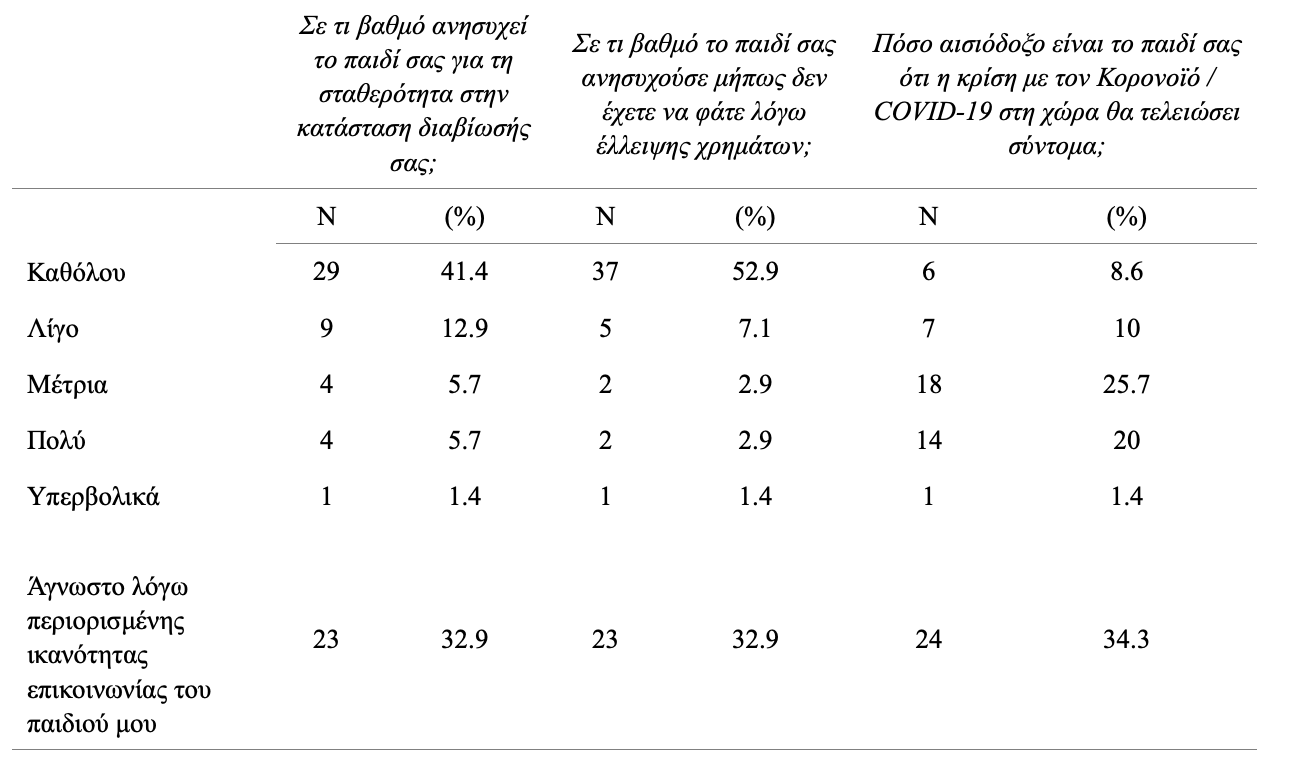 Σε τι βαθμό ανησυχεί
το παιδί σας για τη
σταθερότητα στην
κατάσταση διαβίωσής
σας;
Σε τι βαθμό το παιδί σας
ανησυχούσε μήπως δεν
έχετε να φάτε λόγω
έλλειψης χρημάτων;
Πόσο αισιόδοξο είναι το παιδί σας
ότι η κρίση με τον Κορονοϊό /
COVID-19 στη χώρα θα τελειώσει
σύντομα;
N (%) N (%) N (%)
Καθόλου 29 41.4 37 52.9 6 8.6
Λίγο 9 12.9 5 7.1 7 10
Μέτρια 4 5.7 2 2.9 18 25.7
Πολύ 4 5.7 2 2.9 14 20
Υπερβολικά 1 1.4 1 1.4 1 1.4
Άγνωστο λόγω
περιορισμένης
ικανότητας
επικοινωνίας του
παιδιού μου
23 32.9 23 32.9 24 34.3